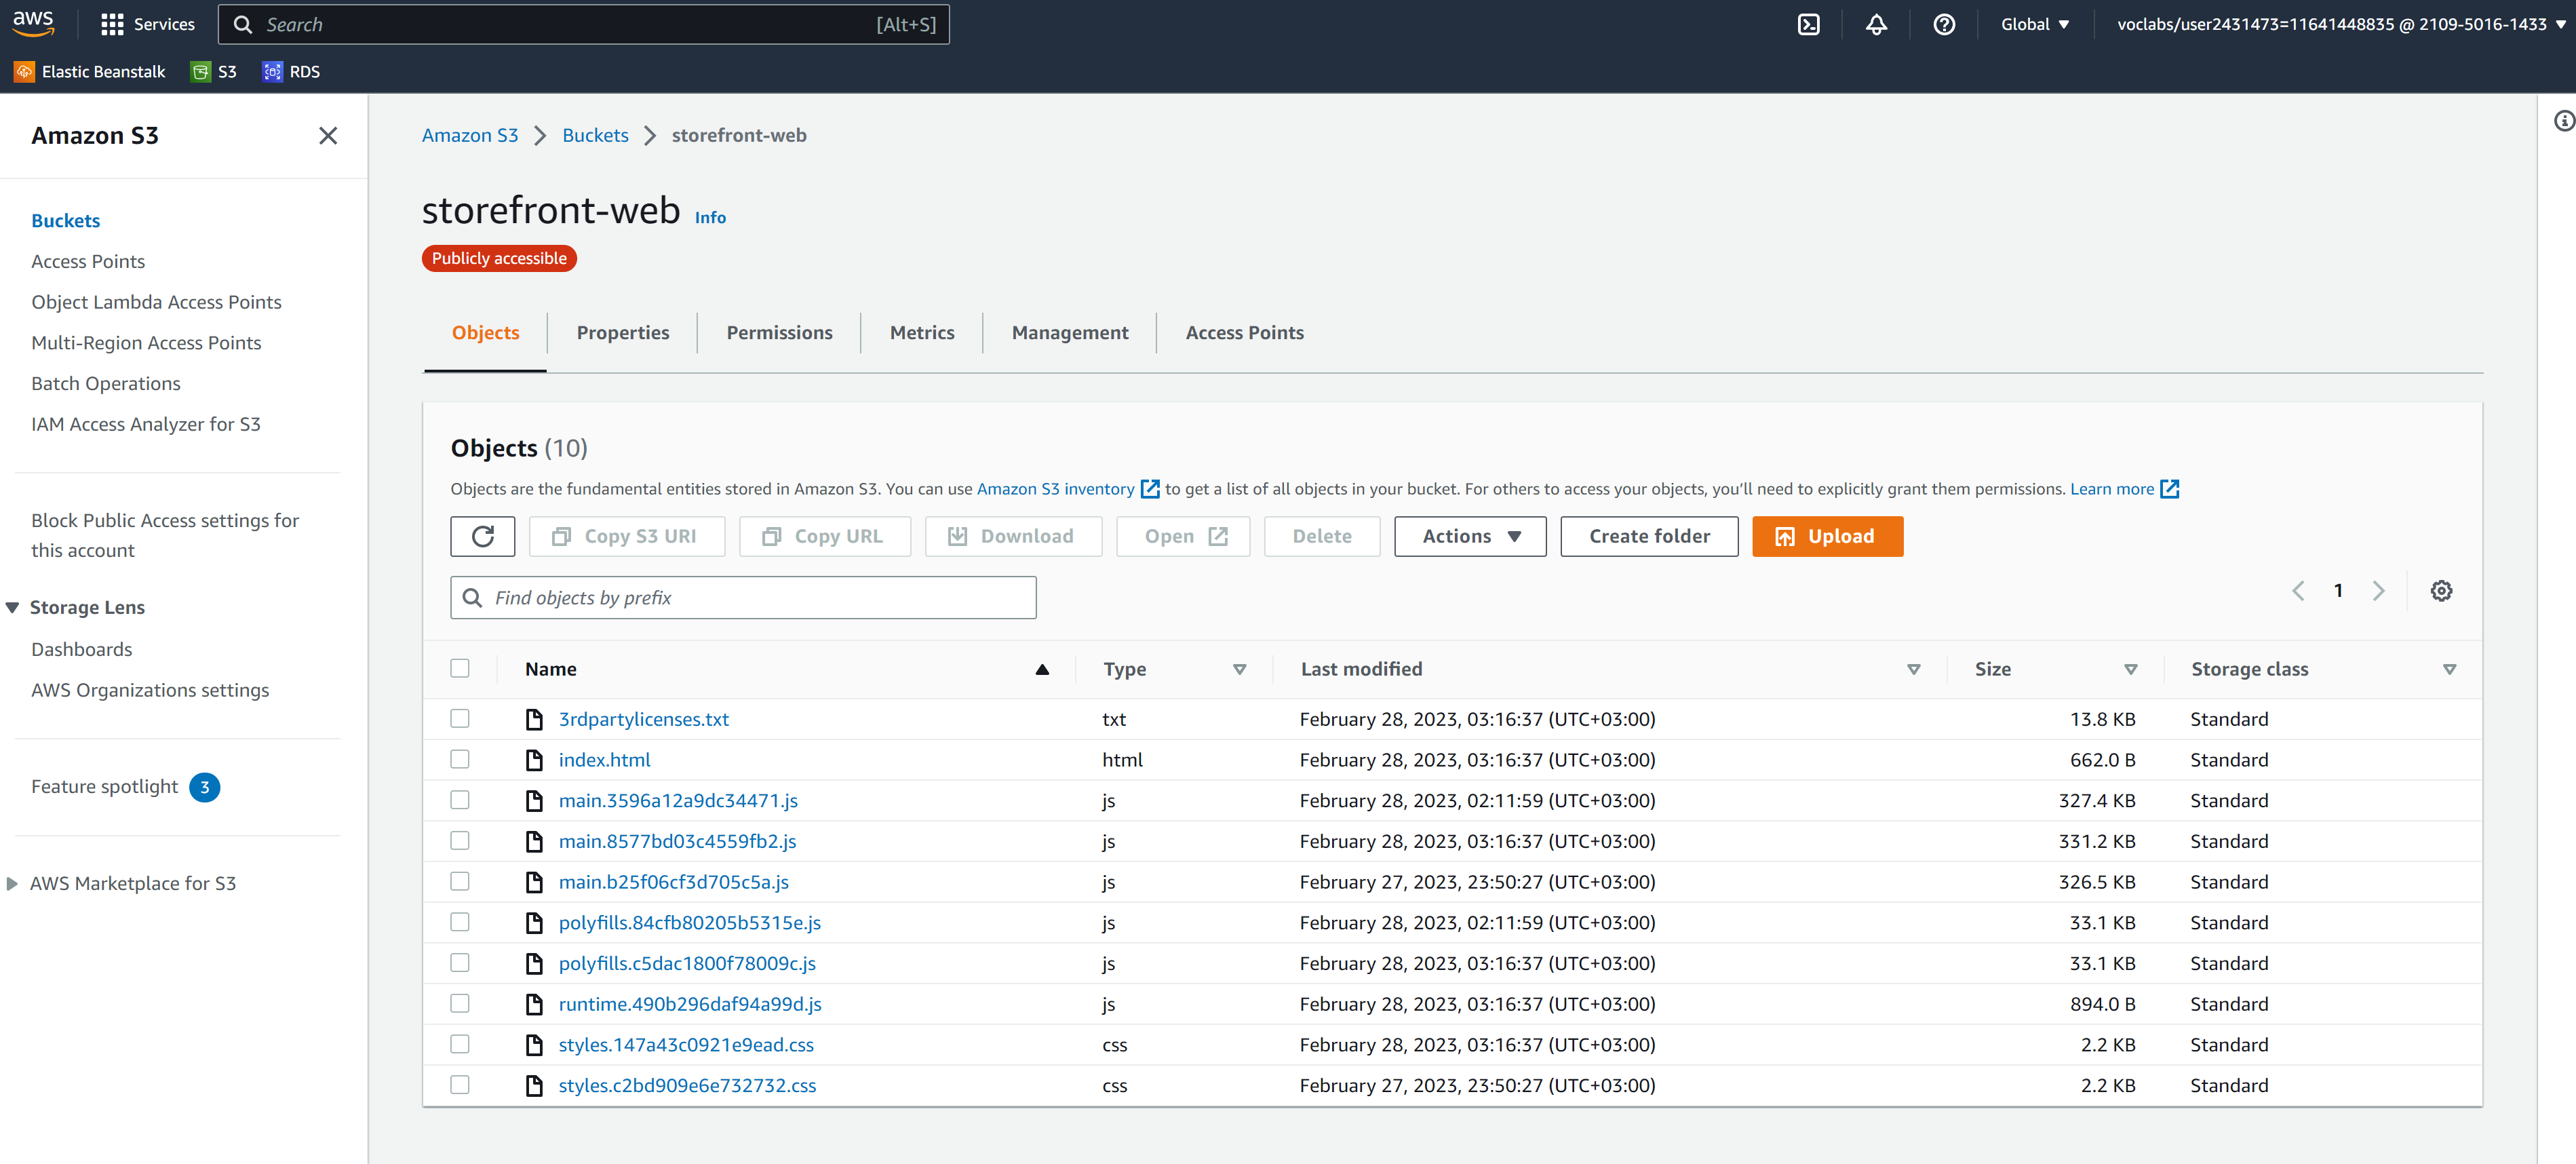 aws Services Search [Alt+S] Global voclabs/user2431473=11641448835 @ 2109-5016-1433
Elastic Beanstalk S3 RDS
Amazon S3
Buckets
Access Points
Object Lambda Access Points
Multi-Region Access Points
Batch Operations
IAM Access Analyzer for S3
Block Public Access settings for
this account
Storage Lens
Dashboards
AWS Organizations settings
Feature spotlight 3
AWS Marketplace for S3
Amazon S3 Buckets storefront-web
storefront-web Info
Publicly accessible
Objects Properties Permissions Metrics Management Access Points
Objects (10)
Objects are the fundamental entities stored in Amazon S3. You can use Amazon S3 inventory to get a list of all objects in your bucket. For others to access your objects, you’ll need to explicitly grant them permissions. Learn more
Copy S3 URI Copy URL Download Open Delete Actions Create folder Upload
Find objects by prefix 1
Name Type Last modified Size Storage class
3rdpartylicenses.txt txt February 28, 2023, 03:16:37 (UTC+03:00) 13.8 KB Standard
index.html html February 28, 2023, 03:16:37 (UTC+03:00) 662.0 B Standard
main.3596a12a9dc34471.js js February 28, 2023, 02:11:59 (UTC+03:00) 327.4 KB Standard
main.8577bd03c4559fb2.js js February 28, 2023, 03:16:37 (UTC+03:00) 331.2 KB Standard
main.b25f06cf3d705c5a.js js February 27, 2023, 23:50:27 (UTC+03:00) 326.5 KB Standard
polyfills.84cfb80205b5315e.js js February 28, 2023, 02:11:59 (UTC+03:00) 33.1 KB Standard
polyfills.c5dac1800f78009c.js js February 28, 2023, 03:16:37 (UTC+03:00) 33.1 KB Standard
runtime.490b296daf94a99d.js js February 28, 2023, 03:16:37 (UTC+03:00) 894.0 B Standard
styles.147a43c0921e9ead.css css February 28, 2023, 03:16:37 (UTC+03:00) 2.2 KB Standard
styles.c2bd909e6e732732.css css February 27, 2023, 23:50:27 (UTC+03:00) 2.2 KB Standard